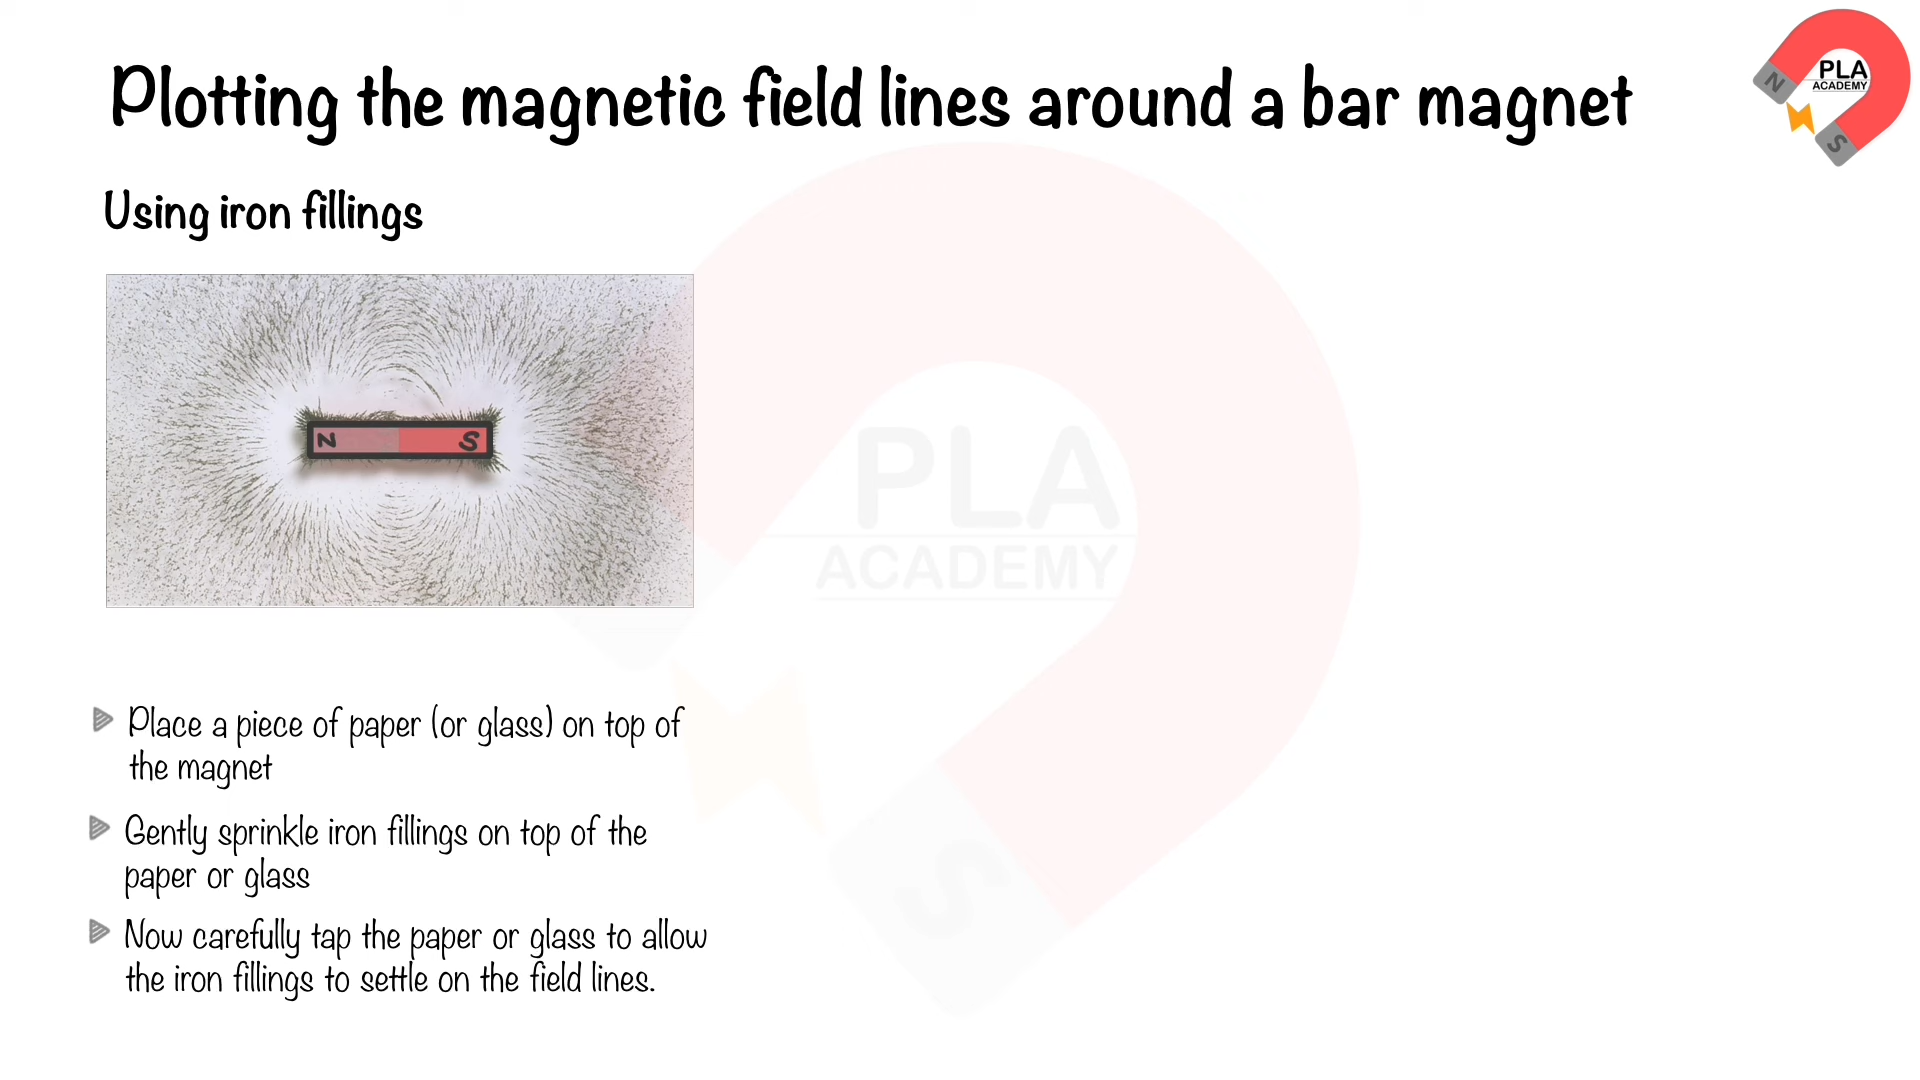 Plotting the magnetic field lines around a bar magnet
N
PLA
ACADEMY
S
Using iron fillings
N
S
PLA
ACADEMY
S
Place a piece of paper (or glass) on top of
the magnet
Gently sprinkle iron fillings on top of the
paper or glass
Now carefully tap the paper or glass to allow
the iron fillings to settle on the field lines.